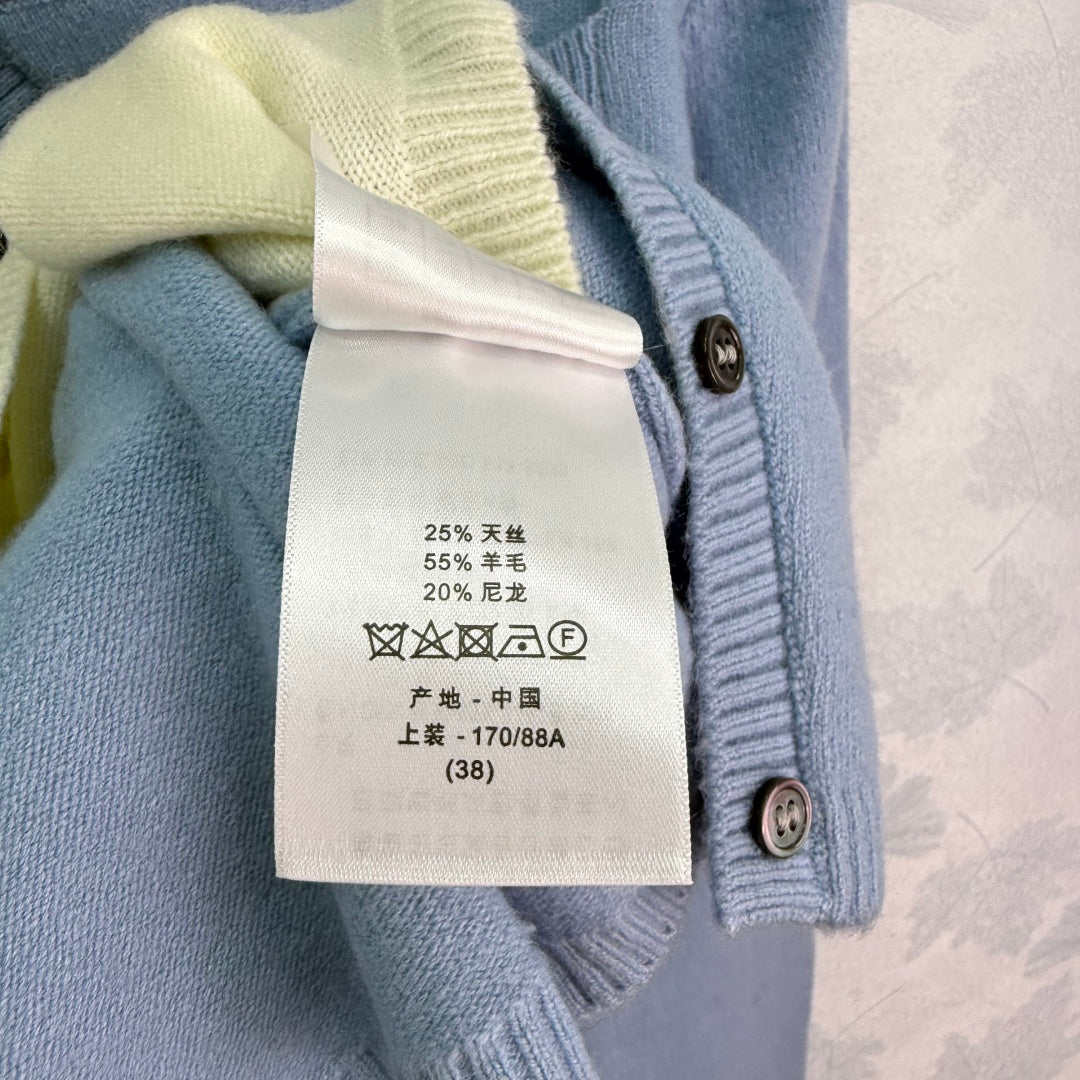 25% 天丝
55% 羊毛
20% 尼龙
F
产地 - 中国
上装 - 170/88A
(38)